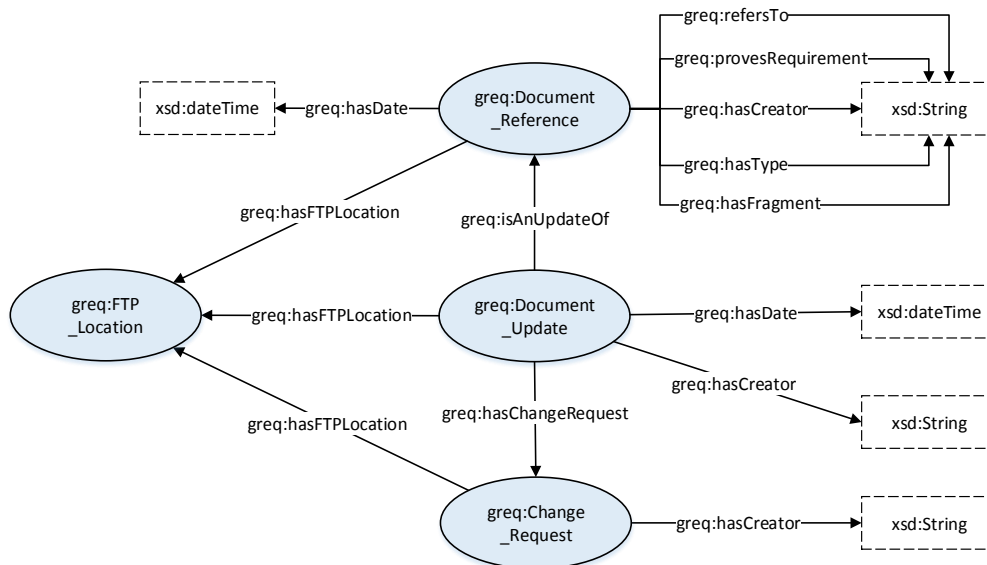 greq:refersTo
greq:provesRequirement
xsd:dateTime
greq:hasDate
greq:Document
_Reference
greq:hasCreator
xsd:String
greq:hasType
greq:hasFragment
greq:hasFTPLocation
greq:isAnUpdateOf
greq:FTP
_Location
greq:hasFTPLocation
greq:Document
_Update
greq:hasDate
xsd:dateTime
greq:hasCreator
greq:hasChangeRequest
greq:hasFTPLocation
xsd:String
greq:Change
_Request
greq:hasCreator
xsd:String